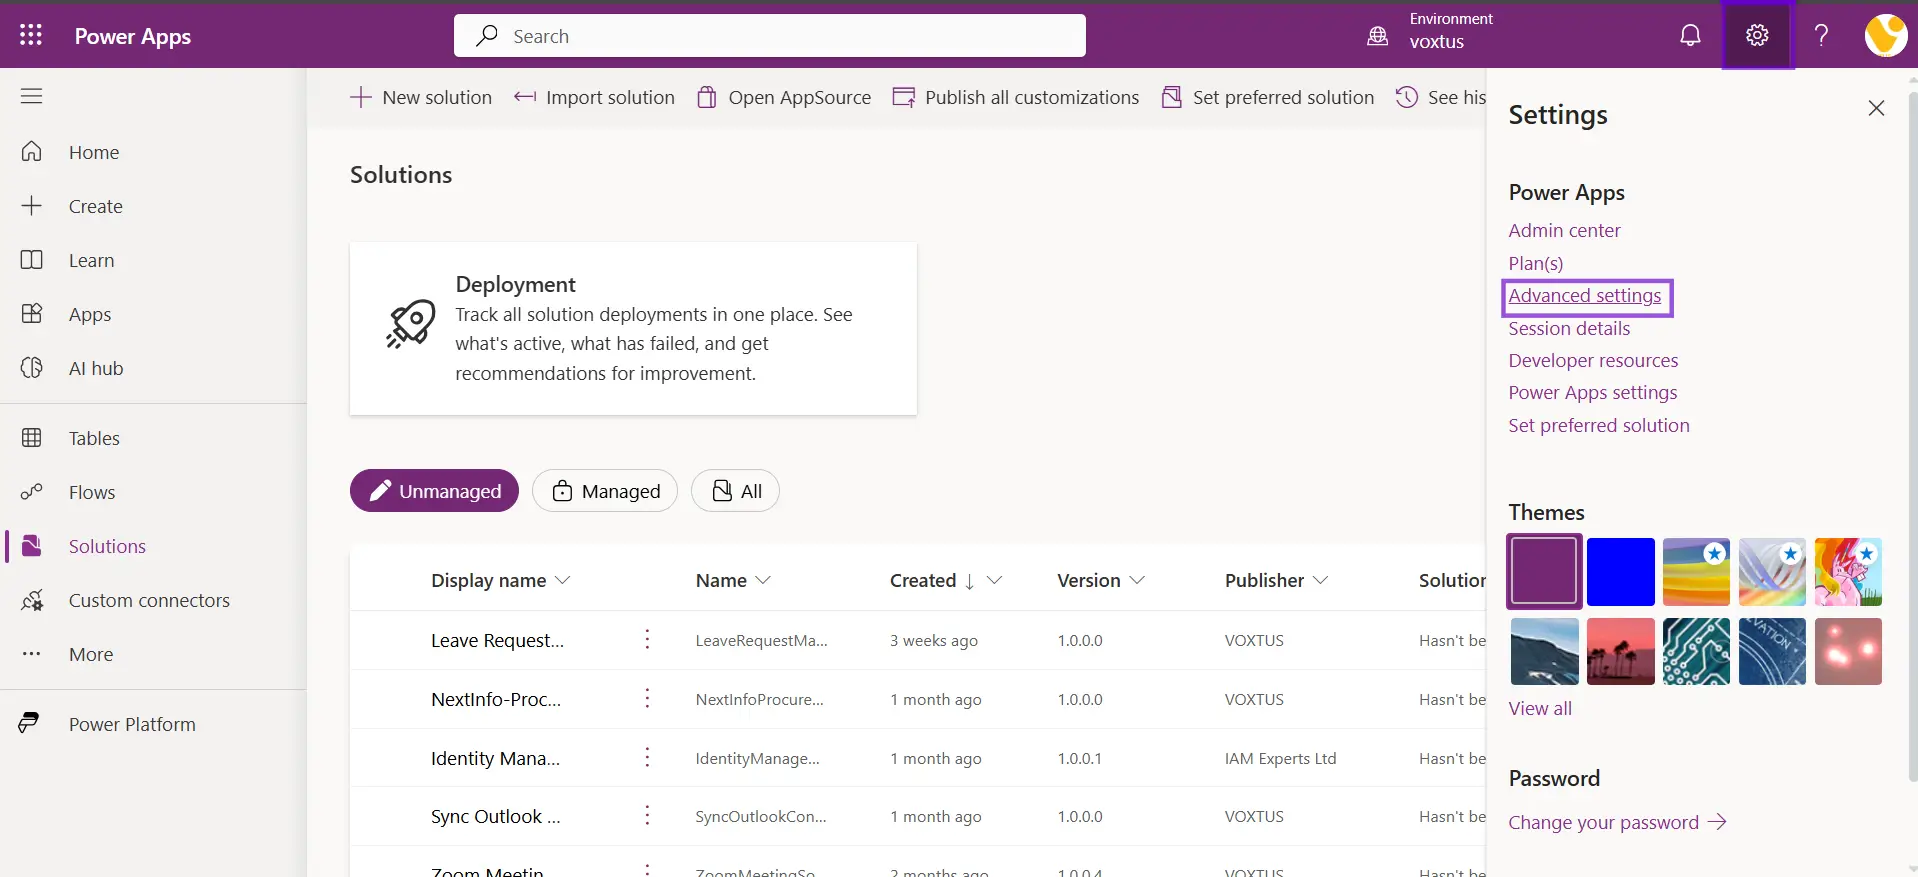 Power Apps
Search
Environment
voxtus
New solution
Import solution
Open AppSource
Publish all customizations
Set preferred solution
See his
Home
Create
Learn
Apps
AI hub
Tables
Flows
Solutions
Custom connectors
More
Power Platform
Solutions
Deployment
Track all solution deployments in one place. See
what's active, what has failed, and get
recommendations for improvement.
Unmanaged
Managed
All
Display name Name Created Version Publisher Solution
Leave Request... LeaveRequestMa... 3 weeks ago 1.0.0.0 VOXTUS Hasn't be
NextInfo-Proc... NextInfoProcure... 1 month ago 1.0.0.0 VOXTUS Hasn't be
Identity Mana... IdentityManage... 1 month ago 1.0.0.1 IAM Experts Ltd Hasn't be
Sync Outlook ... SyncOutlookCon... 1 month ago 1.0.0.0 VOXTUS Hasn't be
Zoom Meetin ZoomMeetingSo 2 months ago 1.0.0.4 VOXTUS Hasn't be
Settings
Power Apps
Admin center
Plan(s)
Advanced settings
Session details
Developer resources
Power Apps settings
Set preferred solution
Themes
View all
Password
Change your password